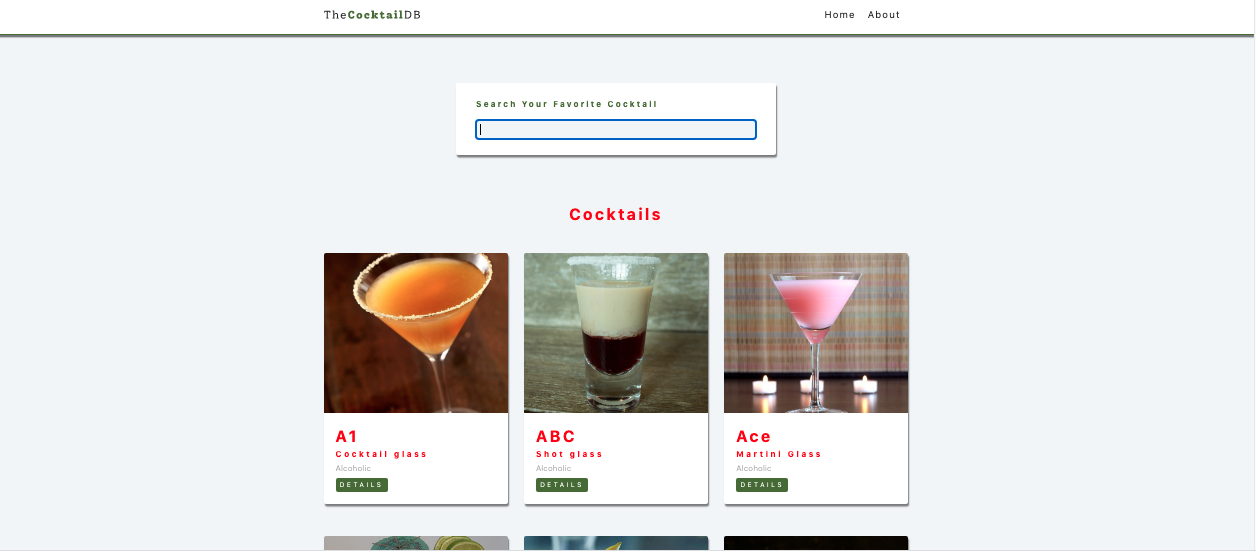 TheCocktailDB
Home About
Search Your Favorite Cocktail
Cocktails
A1
Cocktail glass
Alcoholic
DETAILS
ABC
Shot glass
Alcoholic
DETAILS
Ace
Martini Glass
Alcoholic
DETAILS